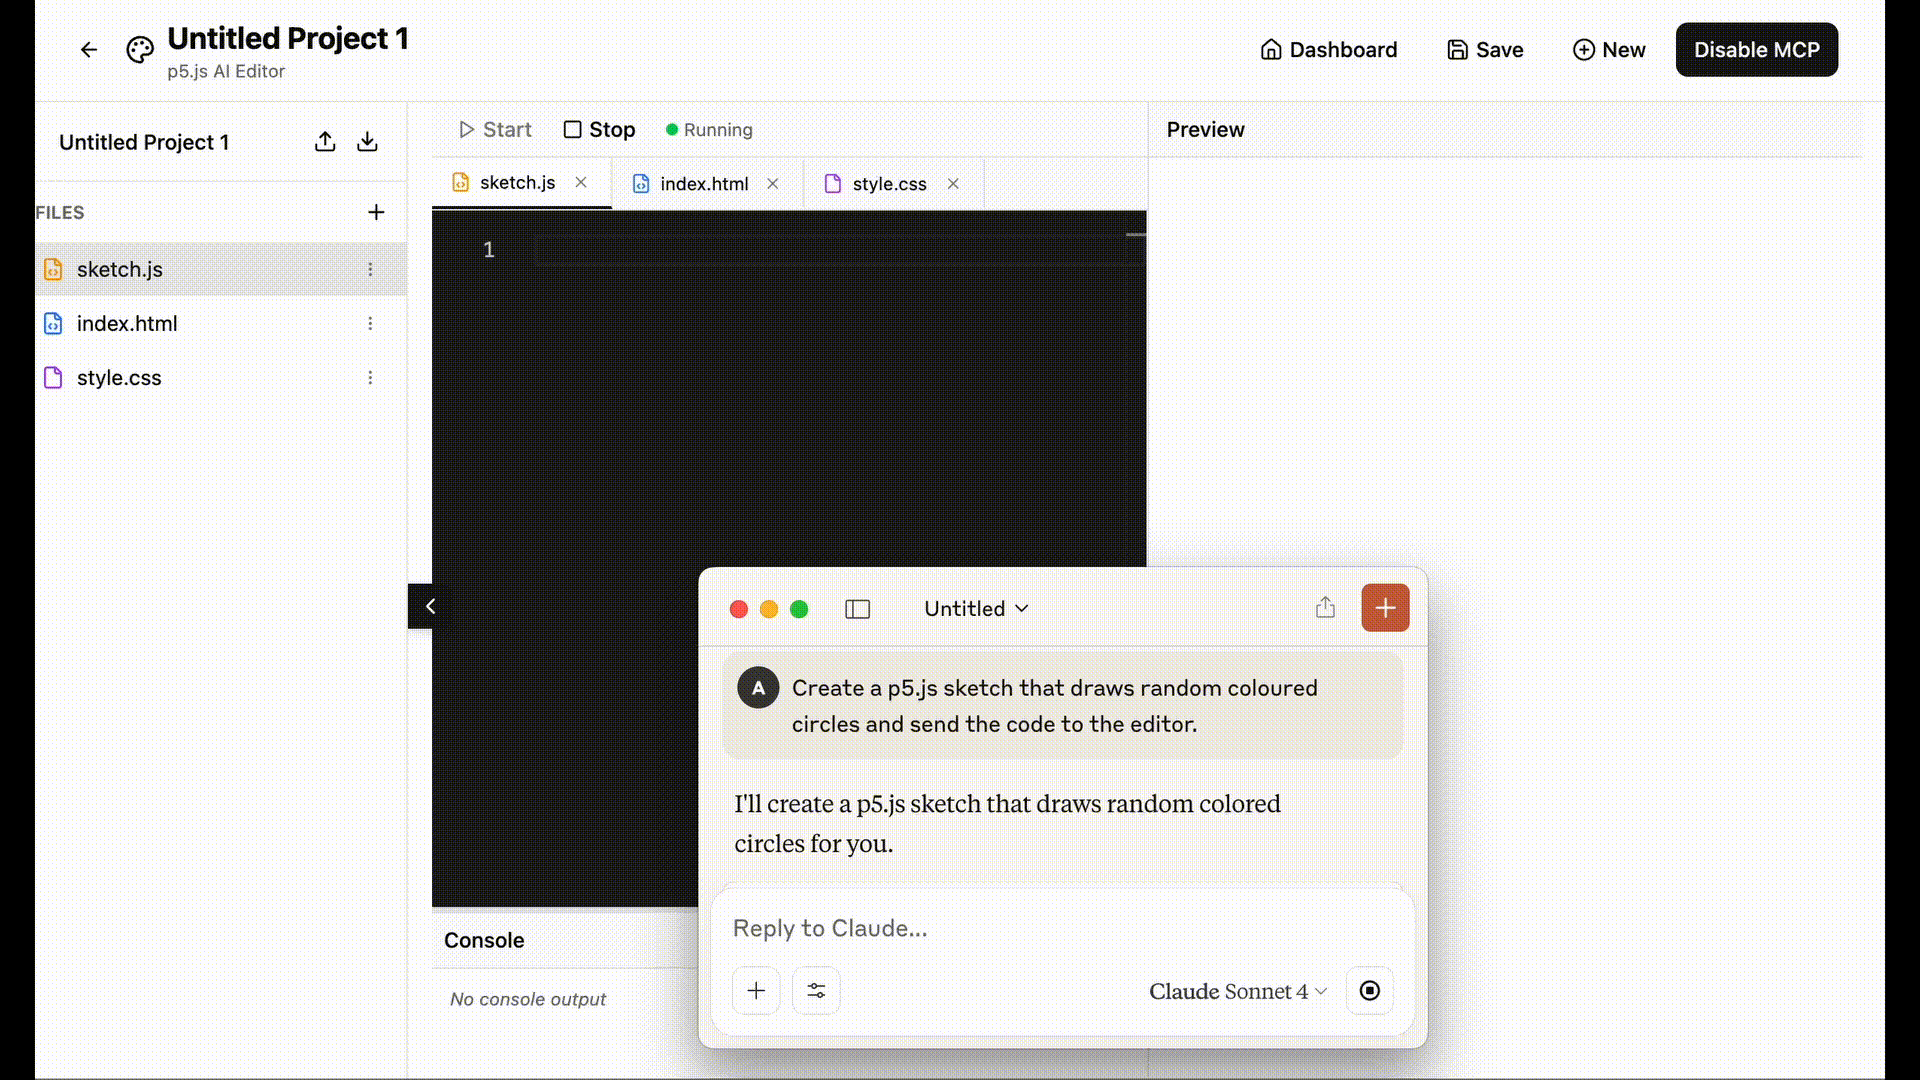 Untitled Project 1
p5.js AI Editor
Dashboard
Save
New
Disable MCP
Untitled Project 1
FILES
sketch.js
index.html
style.css
Start
Stop
Running
sketch.js
index.html
style.css
1
Preview
Console
No console output
Untitled
A
Create a p5.js sketch that draws random coloured
circles and send the code to the editor.
I'll create a p5.js sketch that draws random colored
circles for you.
Reply to Claude...
Claude Sonnet 4